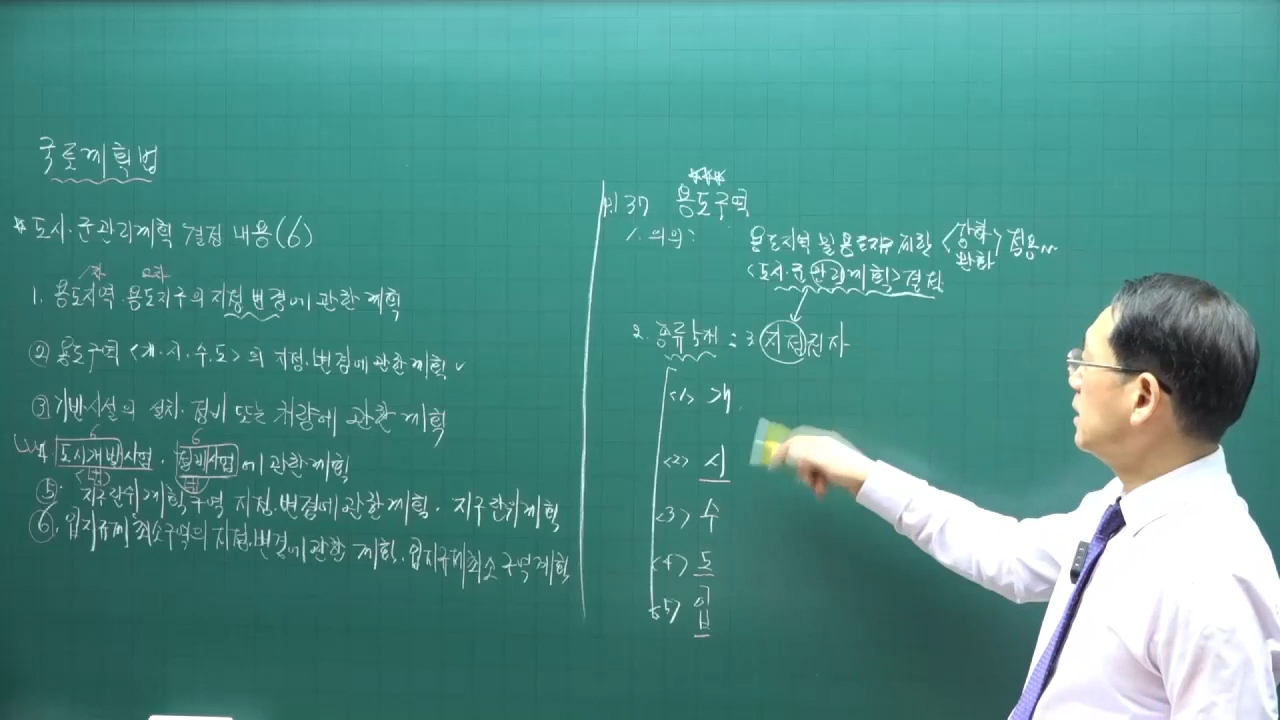 국토계획법
* 도시·군관리계획 결정 내용(6)
1. 용도지역·용도지구의 지정·변경에 관한 계획
② 용도구역 <개·시·수·도>의 지정·변경에 관한 계획
③ 기반시설의 설치·정비 또는 개량에 관한 계획
6 6
4 도시개발사업·정비사업에 관한 계획
<법> 법
⑤ 지구단위계획구역 지정·변경에 관한 계획·지구단위계획
⑥. 입지규제최소구역의 지정·변경에 관한 계획·입지규제최소구역계획
p.37 용도구역
1. 의의:
용도지역 및 용도지구 제한 <강화 완화> 적용
<도시·군관리계획> 결정
2. 종류 5개 : 3 지정권자
<1> 개
<2> 시
<3> 수
<4> 도
<5> 입